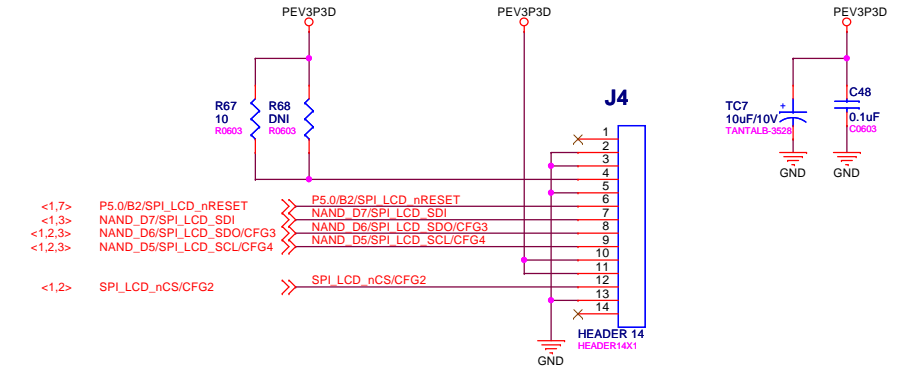 PEV3P3D
PEV3P3D
PEV3P3D
R67
10
R0603
R68
DNI
R0603
J4
TC7
+
10uF/10V
TANTALB-3528
C48
0.1uF
C0603
GND
GND
1
2
3
4
5
<1,7> P5.0/B2/SPI_LCD_nRESET P5.0/B2/SPI_LCD_nRESET 6
<1,3> NAND_D7/SPI_LCD_SDI NAND_D7/SPI_LCD_SDI 7
<1,2,3> NAND_D6/SPI_LCD_SDO/CFG3 NAND_D6/SPI_LCD_SDO/CFG3 8
<1,2,3> NAND_D5/SPI_LCD_SCL/CFG4 NAND_D5/SPI_LCD_SCL/CFG4 9
10
11
<1,2> SPI_LCD_nCS/CFG2 SPI_LCD_nCS/CFG2 12
13
14
HEADER 14
HEADER14X1
GND